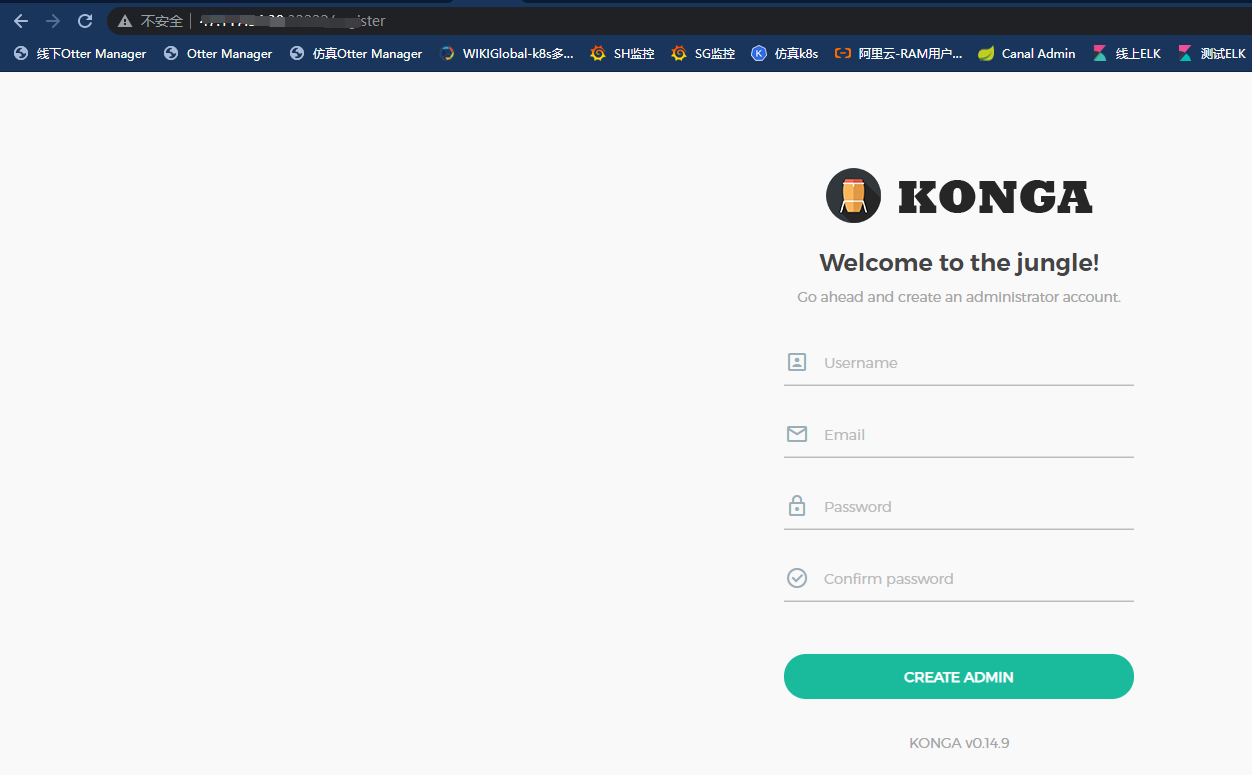 不安全 ister
线下Otter Manager Otter Manager 仿真Otter Manager WIKIGlobal-k8s多... SH监控 SG监控 仿真k8s 阿里云-RAM用户... Canal Admin 线上ELK 测试ELK
KONGA
Welcome to the jungle!
Go ahead and create an administrator account.
Username
Email
Password
Confirm password
CREATE ADMIN
KONGA v0.14.9